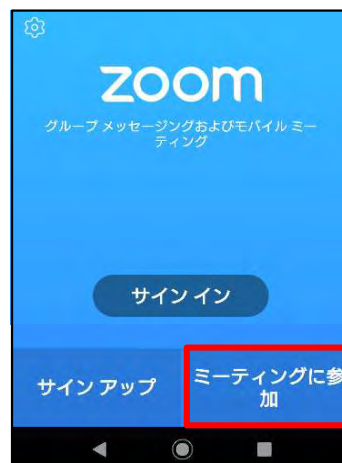 zoom
グループ メッセージングおよびモバイル ミー
ティング
サイン イン
サイン アップ
ミーティングに参
加